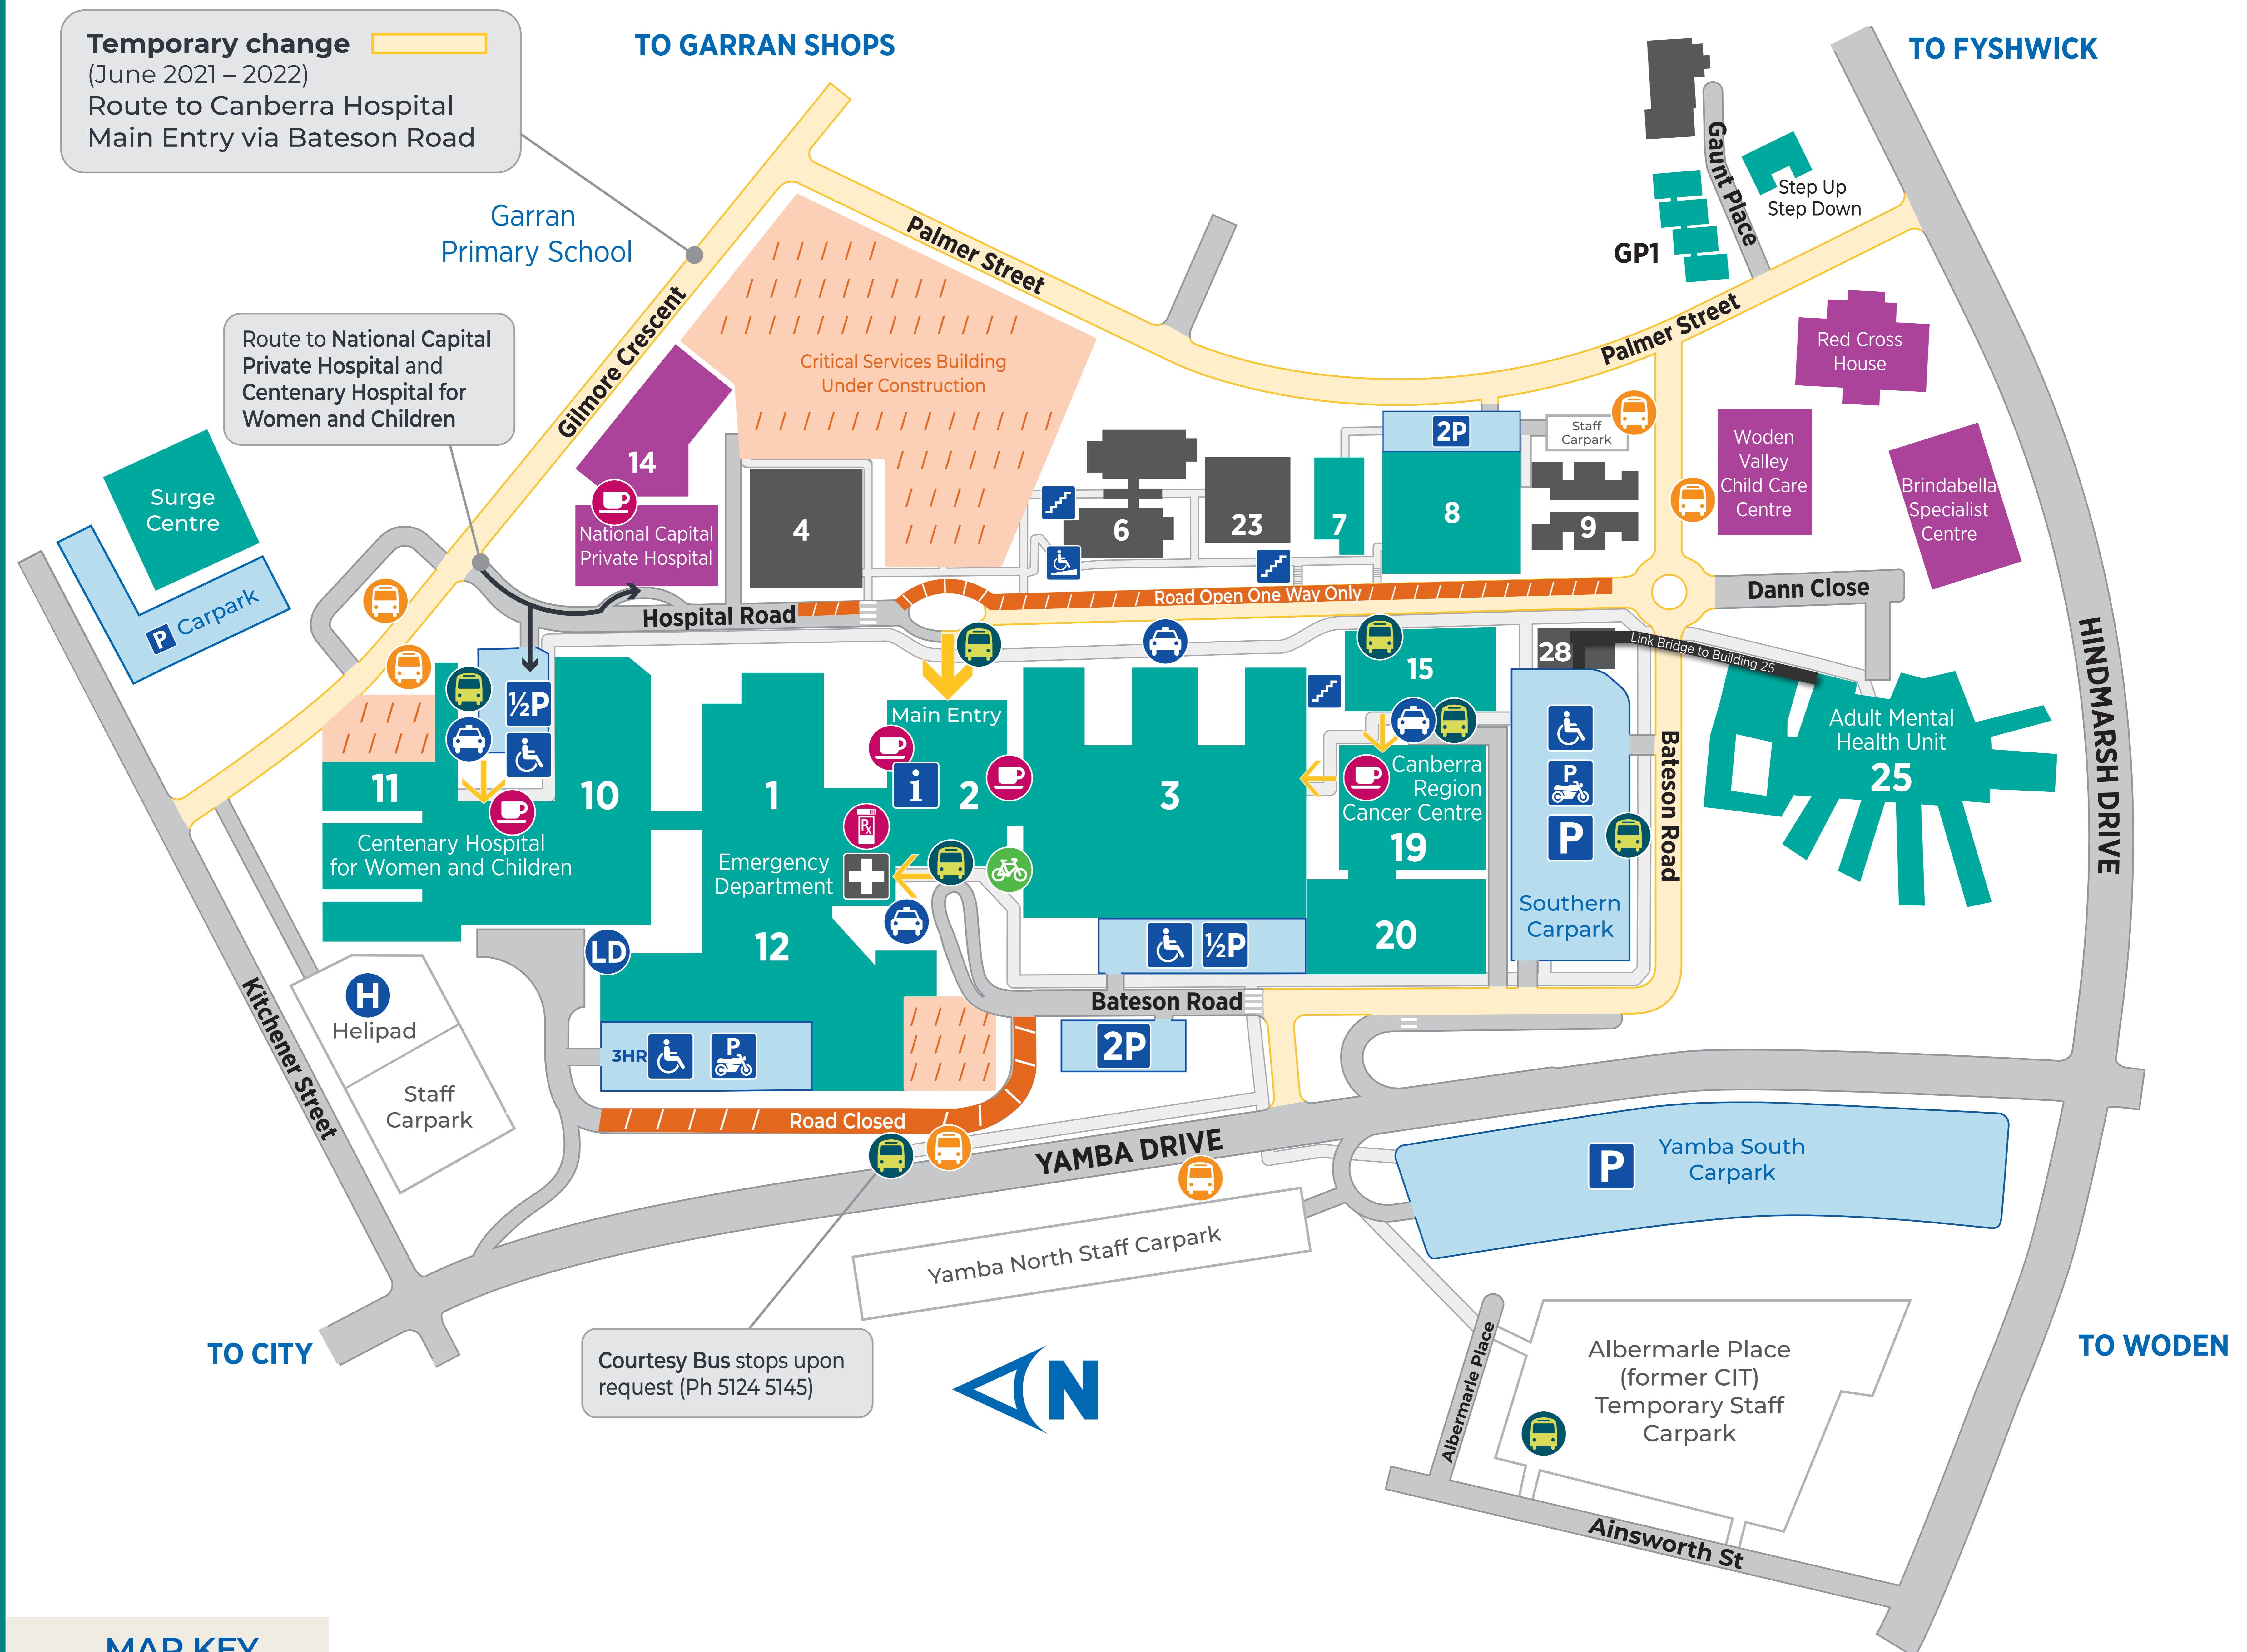 Temporary change
(June 2021 – 2022)
Route to Canberra Hospital
Main Entry via Bateson Road
TO GARRAN SHOPS
TO FYSHWICK
Garran
Primary School
Palmer Street
Gaunt Place
Step Up
Step Down
GP1
Route to National Capital
Private Hospital and
Centenary Hospital for
Women and Children
Gilmore Crescent
Critical Services Building
Under Construction
Palmer Street
Red Cross
House
14
National Capital
Private Hospital
4
6
23
7
2P
8
Staff
Carpark
9
Woden
Valley
Child Care
Centre
Brindabella
Specialist
Centre
Surge
Centre
P Carpark
Hospital Road
Road Open One Way Only
Dann Close
28
Link Bridge to Building 25
15
½P
11
10
1
Main Entry
i
2
3
Canberra
Region
Cancer Centre
19
P
P
Southern
Carpark
Bateson Road
Adult Mental
Health Unit
25
HINDMARSH DRIVE
Centenary Hospital
for Women and Children
Rx
Emergency
Department
12
½P
20
LD
H
Helipad
Staff
Carpark
Kitchener Street
3HR
P
Bateson Road
2P
Road Closed
YAMBA DRIVE
P
Yamba South
Carpark
Yamba North Staff Carpark
TO CITY
Courtesy Bus stops upon
request (Ph 5124 5145)
N
Albermarle Place
Albermarle Place
(former CIT)
Temporary Staff
Carpark
TO WODEN
Ainsworth St
MAP KEY